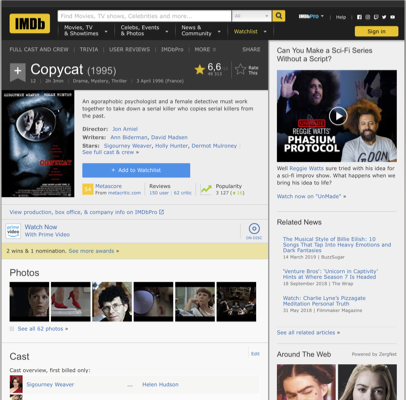 IMDb
Find Movies, TV shows, Celebrities and more...
All
IMDbPro
Help
Movies, TV
& Showtimes
Celebs, Events
& Photos
News &
Community
Watchlist
Sign in
FULL CAST AND CREW | TRIVIA | USER REVIEWS | IMDbPro | MORE
SHARE
Copycat (1995)
12 | 2h 3min | Drama, Mystery, Thriller | 3 April 1996 (France)
6,6
Rate
This
COPYCAT
An agoraphobic psychologist and a female detective must work
together to take down a serial killer who copies serial killers from
the past.
Director: Jon Amiel
Writers: Ann Biderman, David Madsen
Stars: Sigourney Weaver, Holly Hunter, Dermot Mulroney |
See full cast & crew »
+ Add to Watchlist
Metascore
From metacritic.com
Reviews
150 user | 62 critic
Popularity
3 127
View production, box office, & company info on IMDbPro
prime video
Watch Now
With Prime Video
ON DISC
2 wins & 1 nomination. See more awards »
Photos
See all 62 photos »
Cast
Edit
Cast overview, first billed only:
Sigourney Weaver ... Helen Hudson
Can You Make a Sci-Fi Series
Without a Script?
REGGIE WATTS'
PHASIUM
PROTOCOL
Well Reggie Watts sure tried with his idea for
a sci-fi improv show. What happens when we
bring his idea to life?
Watch now on "UnMade" »
Related News
The Musical Style of Billie Eilish: 10
Songs That Tap Into Heavy Emotions and
Dark Fantasies
14 March 2019 | BuzzSugar
'Venture Bros': 'Unicorn in Captivity'
Hints at Where Season 7 Is Headed
18 September 2018 | The Wrap
Watch: Charlie Lyne's Pizzagate
Meditation Personal Truth
31 May 2018 | Filmmaker Magazine
See all related articles »
Around The Web
Powered by ZergNet